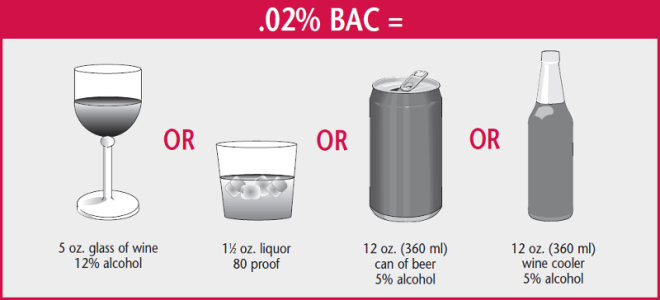 .02% BAC =
OR
OR
OR
5 oz. glass of wine
12% alcohol
1½ oz. liquor
80 proof
12 oz. (360 ml)
can of beer
5% alcohol
12 oz. (360 ml)
wine cooler
5% alcohol